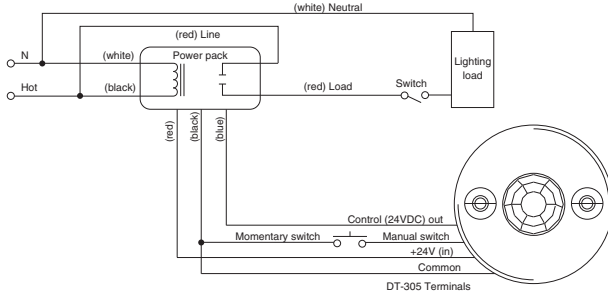 (white) Neutral
(red) Line
N
(white)
Power pack
Lighting
load
Hot
(black)
(red) Load
Switch
(red)
(black)
(blue)
Control (24VDC) out
Momentary switch
Manual switch
+24V (in)
Common
DT-305 Terminals